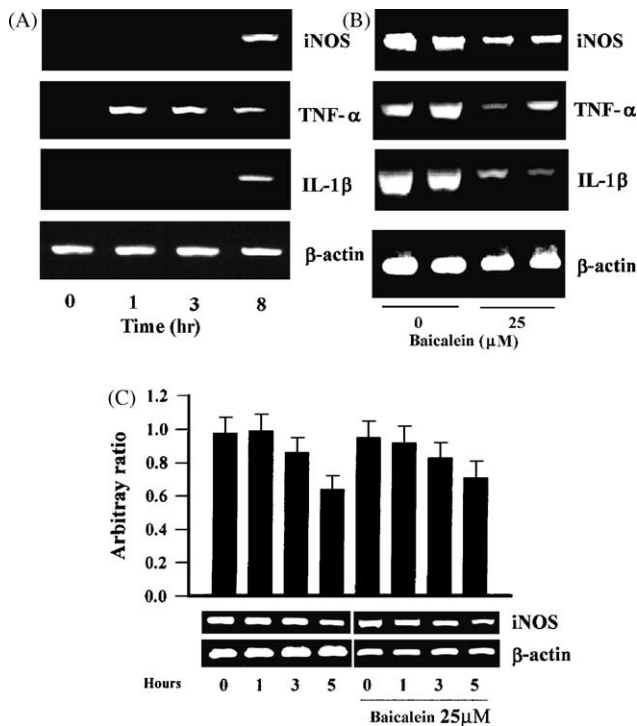 (A)
iNOS
TNF-α
IL-1β
β-actin
0 1 3 8
Time (hr)
(B)
iNOS
TNF-α
IL-1β
β-actin
0 25
Baicalein (μM)
(C)
Arbitray ratio
1.2
1.0
0.8
0.6
0.4
0.2
0.0
iNOS
β-actin
Hours 0 1 3 5 0 1 3 5
Baicalein 25μM